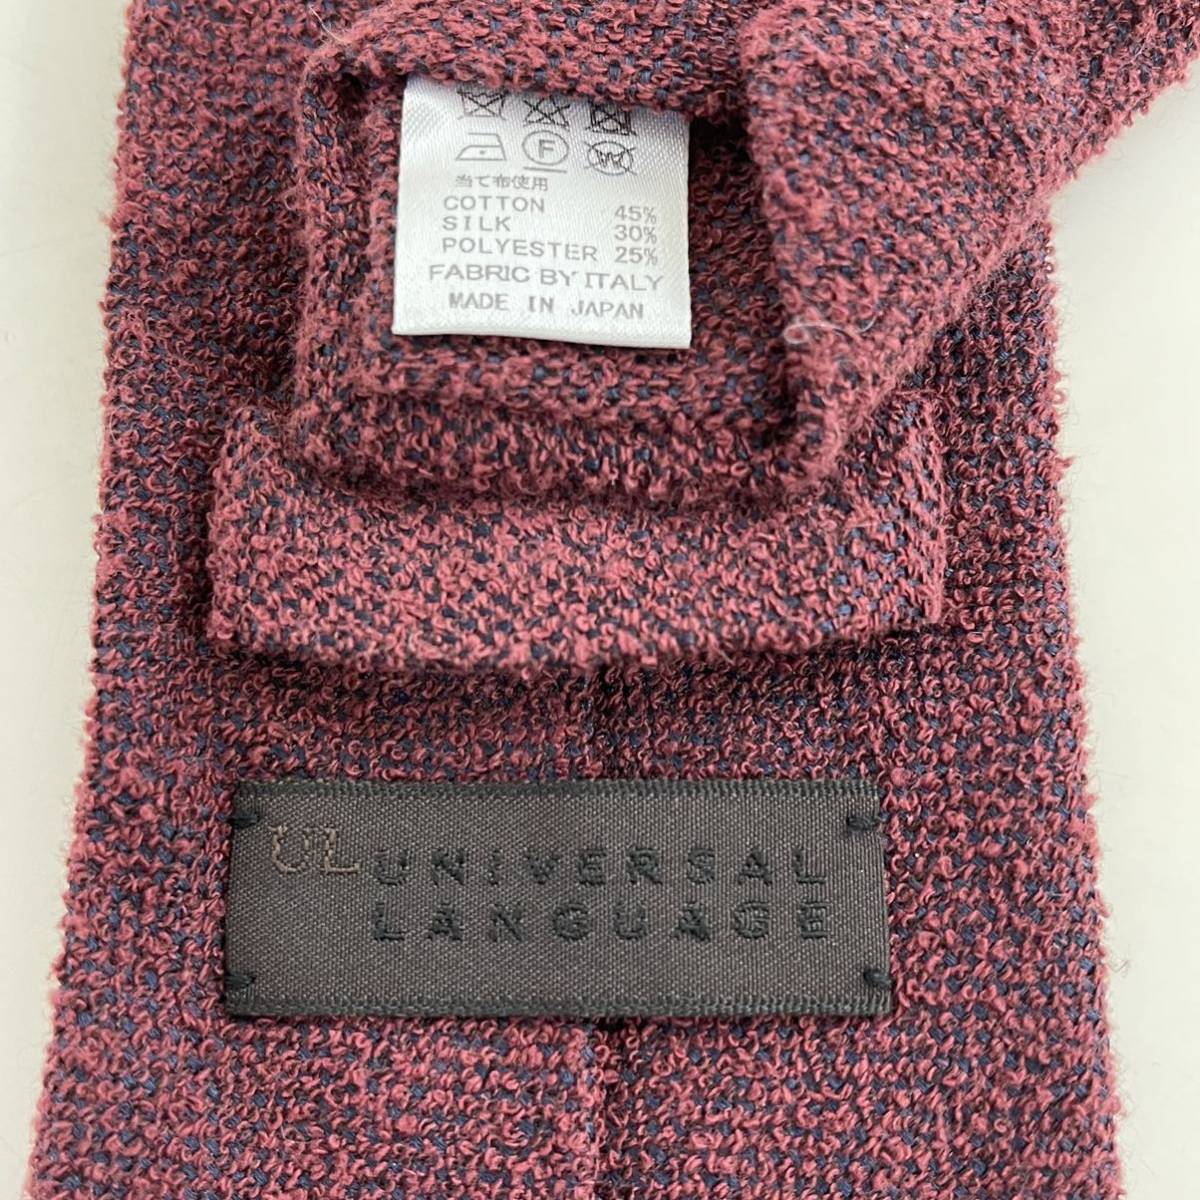 F W
当て布使用
COTTON 45%
SILK 30%
POLYESTER 25%
FABRIC BY ITALY
MADE IN JAPAN
UL UNIVERSAL
LANGUAGE